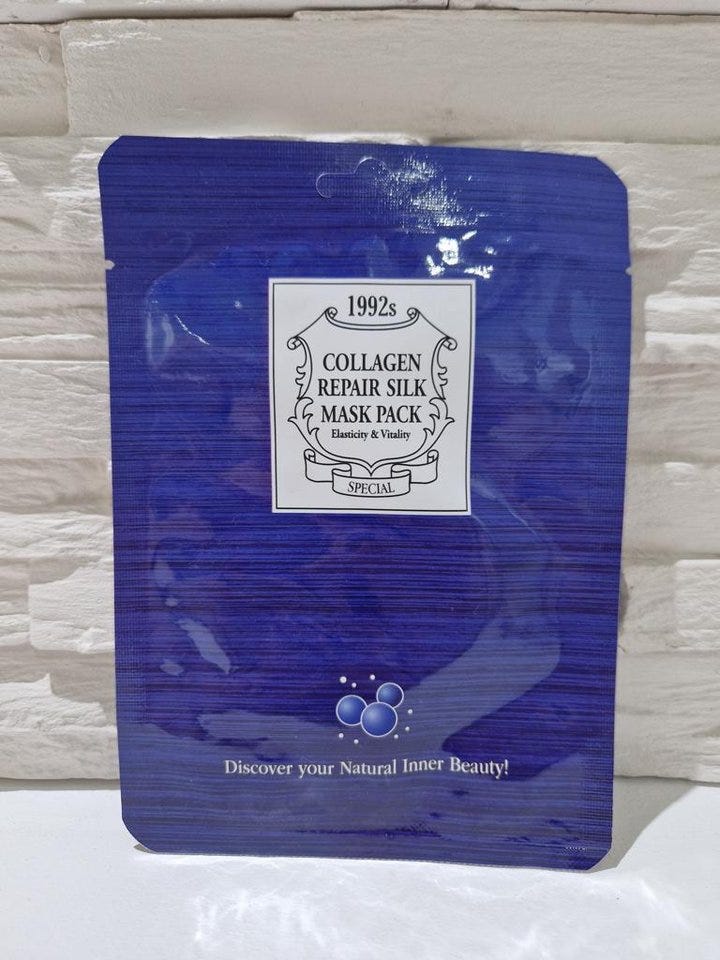 1992s
COLLAGEN
REPAIR SILK
MASK PACK
Elasticity & Vitality
SPECIAL
Discover your Natural Inner Beauty!